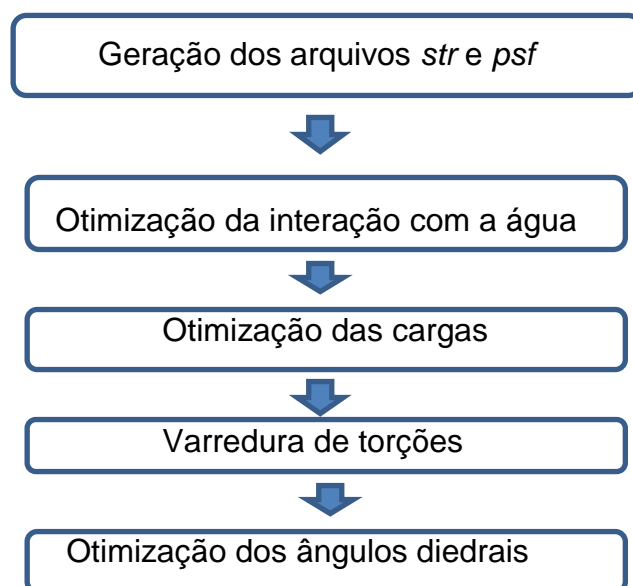 Geração dos arquivos str e psf
Otimização da interação com a água
Otimização das cargas
Varredura de torções
Otimização dos ângulos diedrais